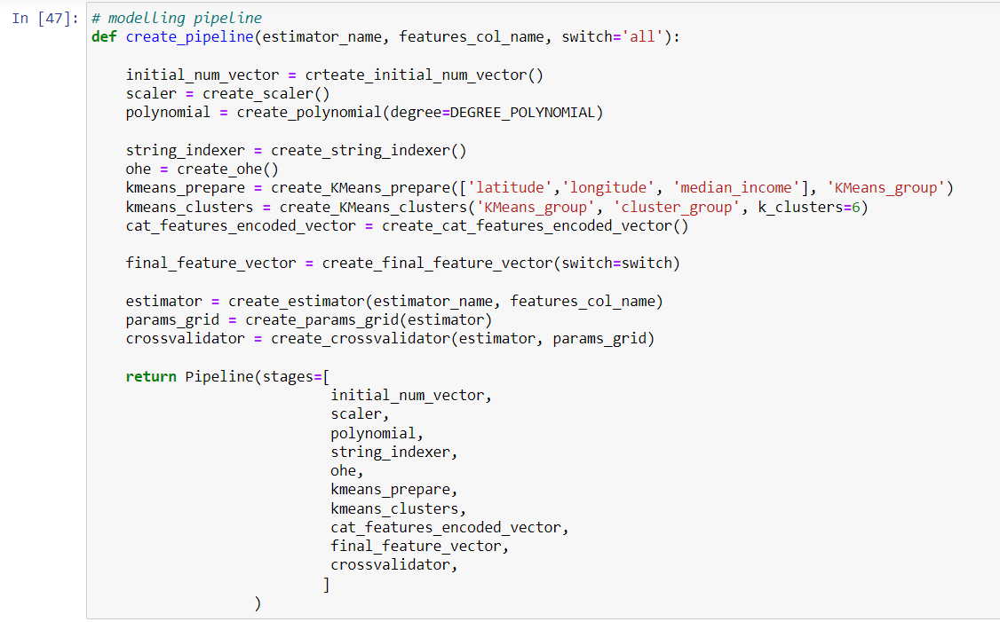 In [47]: # modelling pipeline
def create_pipeline(estimator_name, features_col_name, switch='all'):
initial_num_vector = crteate_initial_num_vector()
scaler = create_scaler()
polynomial = create_polynomial(degree=DEGREE_POLYNOMIAL)
string_indexer = create_string_indexer()
ohe = create_ohe()
kmeans_prepare = create_KMeans_prepare(['latitude','longitude', 'median_income'], 'KMeans_group')
kmeans_clusters = create_KMeans_clusters('KMeans_group', 'cluster_group', k_clusters=6)
cat_features_encoded_vector = create_cat_features_encoded_vector()
final_feature_vector = create_final_feature_vector(switch=switch)
estimator = create_estimator(estimator_name, features_col_name)
params_grid = create_params_grid(estimator)
crossvalidator = create_crossvalidator(estimator, params_grid)
return Pipeline(stages=[
initial_num_vector,
scaler,
polynomial,
string_indexer,
ohe,
kmeans_prepare,
kmeans_clusters,
cat_features_encoded_vector,
final_feature_vector,
crossvalidator,
]
)